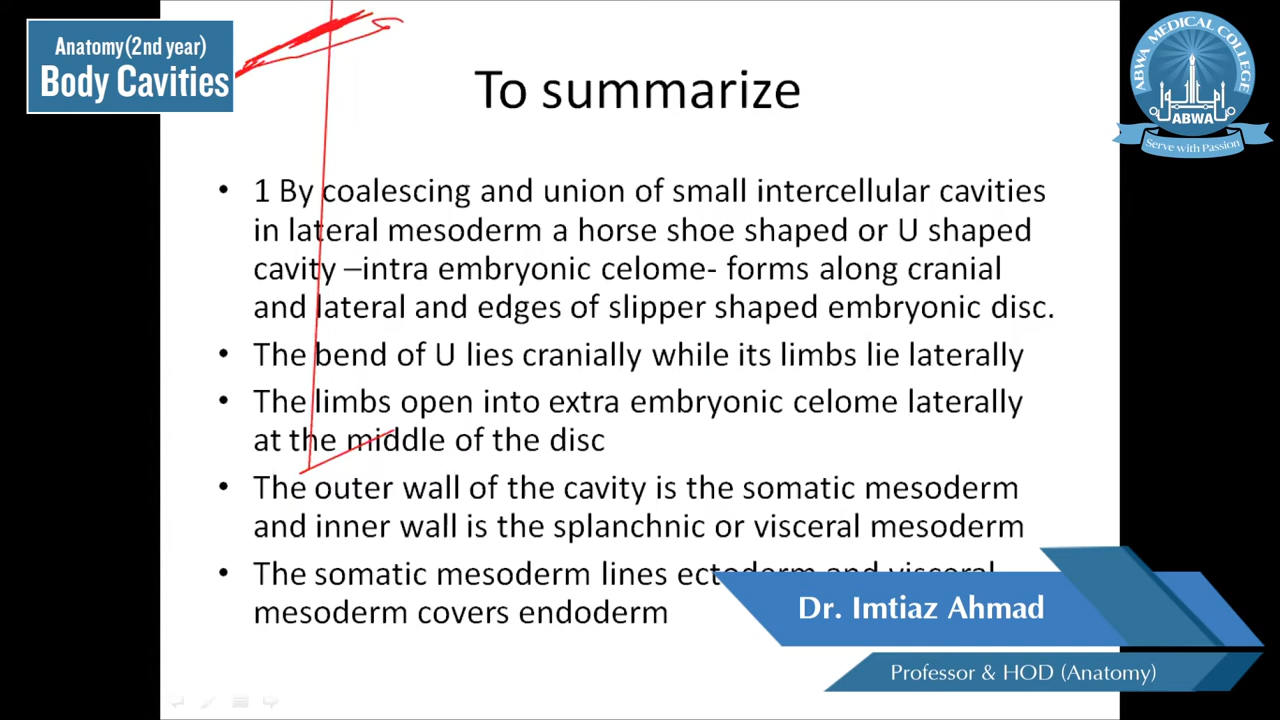 Anatomy(2nd year)
Body Cavities
To summarize
ABWA MEDICAL COLLEGE
ABWA
Serve with Passion
• 1 By coalescing and union of small intercellular cavities
in lateral mesoderm a horse shoe shaped or U shaped
cavity –intra embryonic celome- forms along cranial
and lateral and edges of slipper shaped embryonic disc.
• The bend of U lies cranially while its limbs lie laterally
• The limbs open into extra embryonic celome laterally
at the middle of the disc
• The outer wall of the cavity is the somatic mesoderm
and inner wall is the splanchnic or visceral mesoderm
• The somatic mesoderm lines ectoderm and visceral
mesoderm covers endoderm
Dr. Imtiaz Ahmad
Professor & HOD (Anatomy)